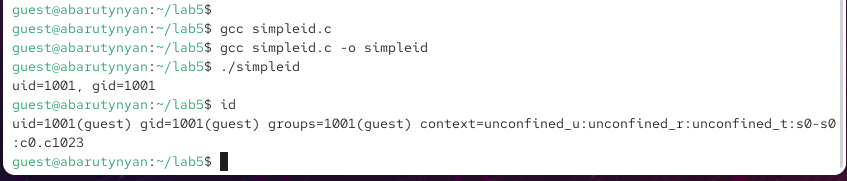 guest@abarutynyan:~/lab5$
guest@abarutynyan:~/lab5$ gcc simpleid.c
guest@abarutynyan:~/lab5$ gcc simpleid.c -o simpleid
guest@abarutynyan:~/lab5$ ./simpleid
uid=1001, gid=1001
guest@abarutynyan:~/lab5$ id
uid=1001(guest) gid=1001(guest) groups=1001(guest) context=unconfined_u:unconfined_r:unconfined_t:s0-s0
:c0.c1023
guest@abarutynyan:~/lab5$